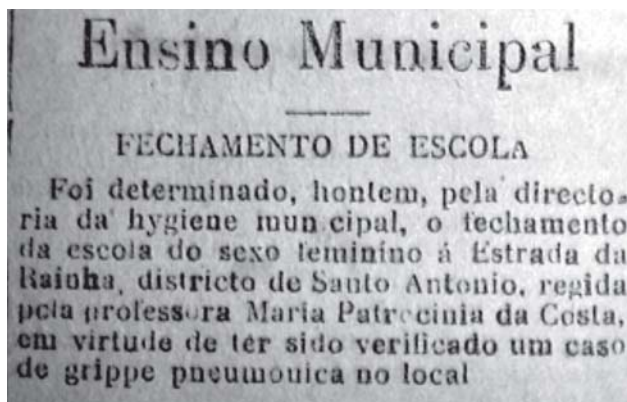 Ensino Municipal
FECHAMENTO DE ESCOLA
Foi determinado, hontem, pela directo-
ria da hygiene mun cipal, o fechamento
da escola do sexo feminino á Estrada da
Rainha, districto de Santo Antonio, regida
pela professora Maria Patrocinia da Costa,
em virtude de ter sido verificado um caso
de grippe pneumonica no local